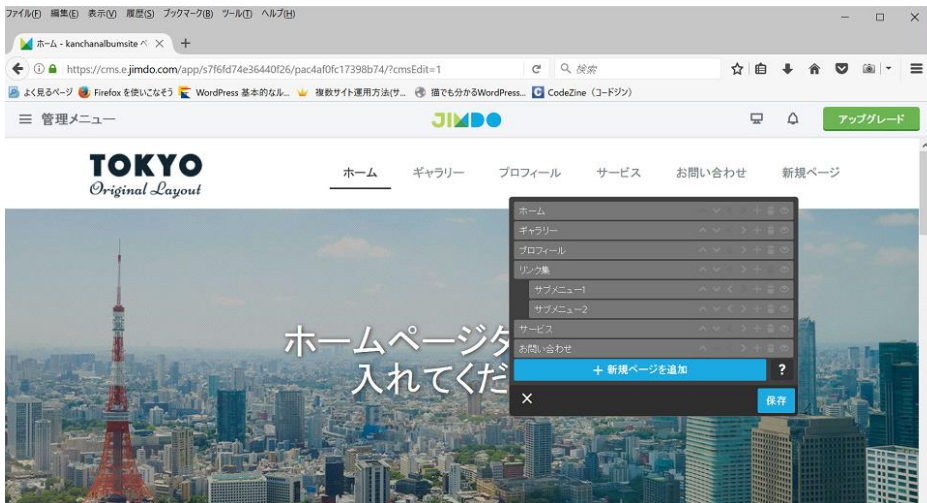 ファイル(F) 編集(E) 表示(V) 履歴(S) ブックマーク(B) ツール(T) ヘルプ(H)
ホーム - kanchanalbumsite ペ
https://cms.e.jimdo.com/app/s7f6fd74e36440f26/pac4af0fc17398b74/?cmsEdit=1
検索
よく見るページ Firefox を使いこなそう WordPress 基本的なル... 複数サイト運用方法(サ... 猫でも分かるWordPress... CodeZine（コードジン）
管理メニュー
JIMDO
アップグレード
TOKYO
Original Layout
ホーム ギャラリー プロフィール サービス お問い合わせ 新規ページ
ホーム
ギャラリー
プロフィール
リンク集
サブメニュー1
サブメニュー2
サービス
お問い合わせ
+ 新規ページを追加 ?
保存
ホームページタ
入れてくだ